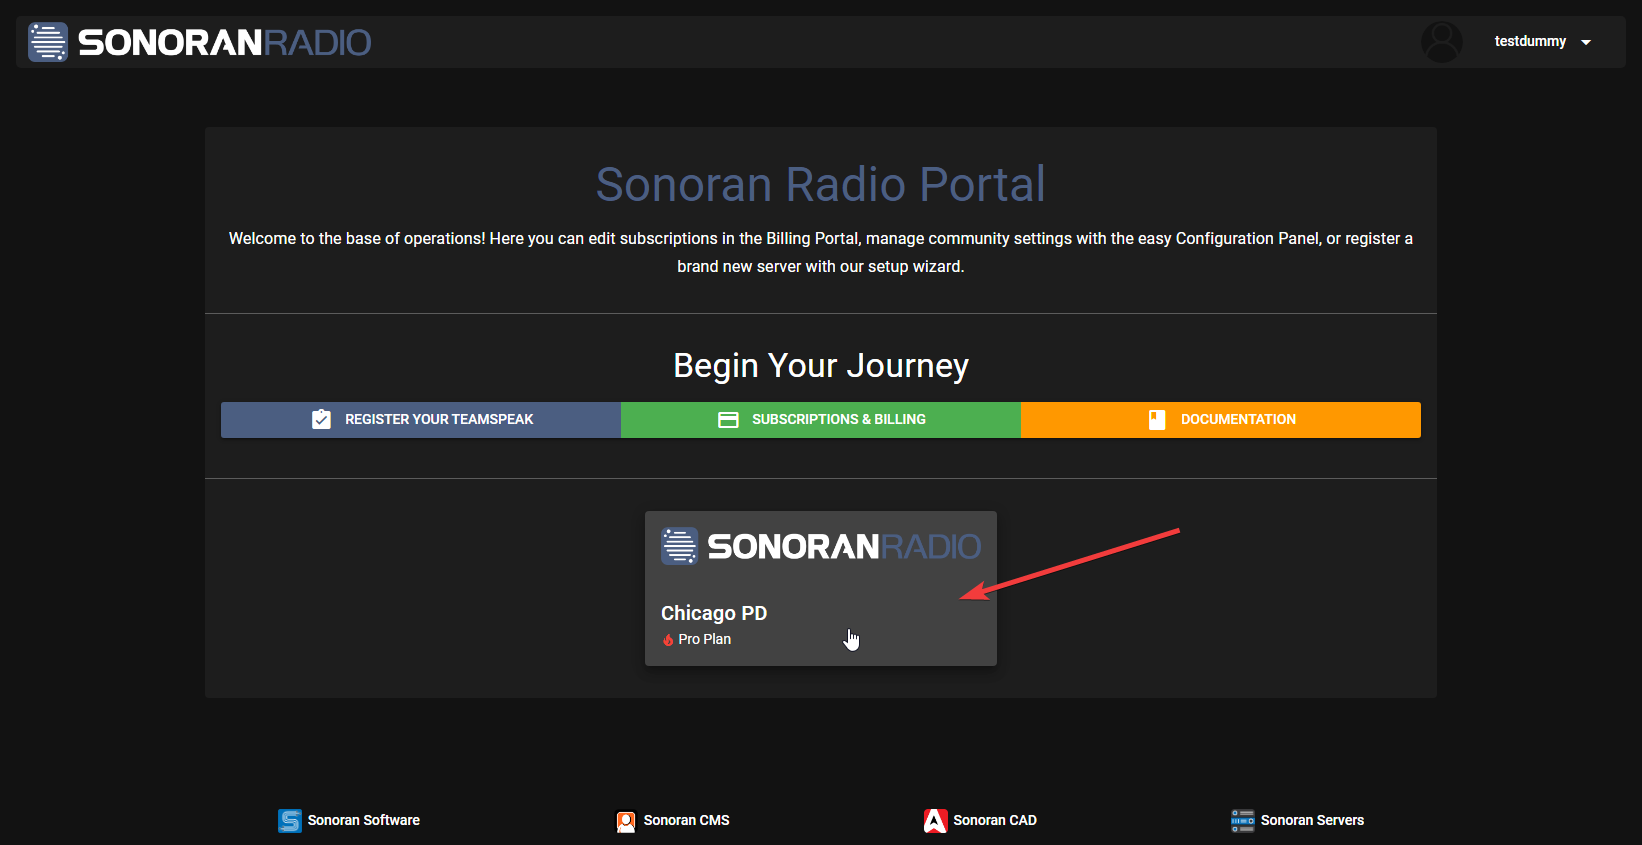 SONORANRADIO
testdummy
Sonoran Radio Portal
Welcome to the base of operations! Here you can edit subscriptions in the Billing Portal, manage community settings with the easy Configuration Panel, or register a
brand new server with our setup wizard.
Begin Your Journey
REGISTER YOUR TEAMSPEAK
SUBSCRIPTIONS & BILLING
DOCUMENTATION
SONORANRADIO
Chicago PD
Pro Plan
Sonoran Software
Sonoran CMS
Sonoran CAD
Sonoran Servers